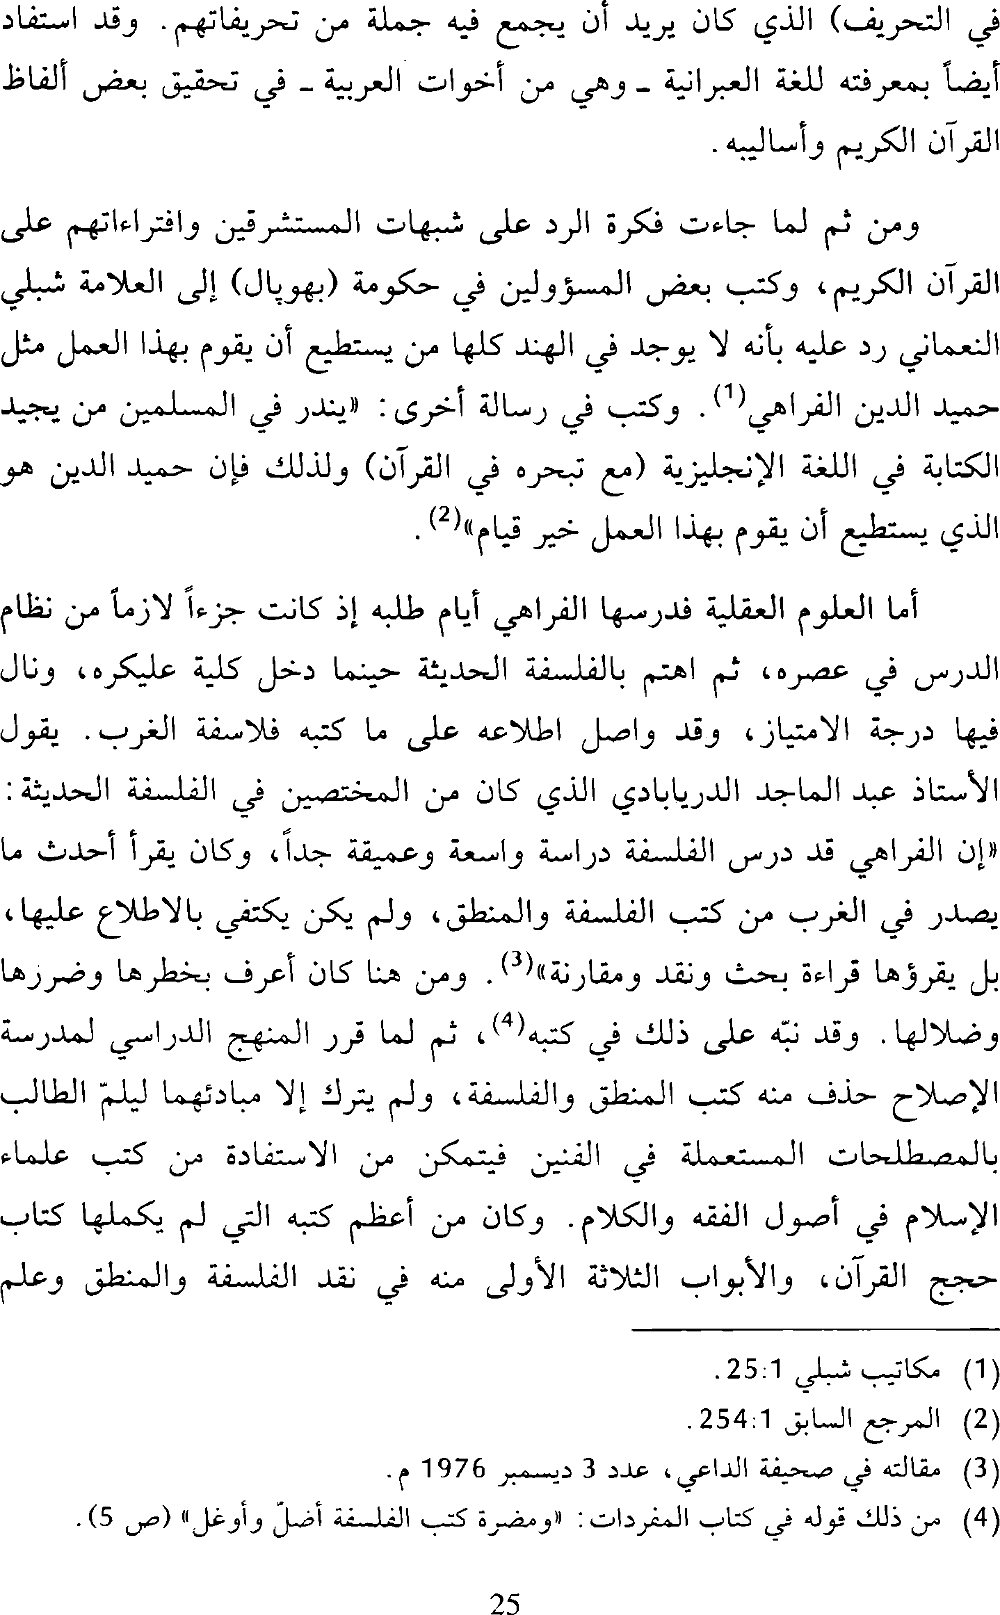 في التحريف) الذي كان يريد أن يجمع فيه جملة من تحريفاتهم. وقد استفاد
أيضاً بمعرفته للغة العبرانية - وهي من أخوات العربية - في تحقيق بعض ألفاظ
القرآن الكريم وأساليبه.
ومن ثم لما جاءت فكرة الرد على شبهات المستشرقين وافتراءاتهم على
القرآن الكريم، وكتب بعض المسؤولين في حكومة (بهوپال) إلى العلامة شبلي
النعماني رد عليه بأنه لا يوجد في الهند كلها من يستطيع أن يقوم بهذا العمل مثل
حميد الدين الفراهي(1). وكتب في رسالة أخرى: «يندر في المسلمين من يجيد
الكتابة في اللغة الإنجليزية (مع تبحره في القرآن) ولذلك فإن حميد الدين هو
الذي يستطيع أن يقوم بهذا العمل خير قيام»(2).
أما العلوم العقلية فدرسها الفراهي أيام طلبه إذ كانت جزءاً لازماً من نظام
الدرس في عصره، ثم اهتم بالفلسفة الحديثة حينما دخل كلية عليكره، ونال
فيها درجة الامتياز، وقد واصل اطلاعه على ما كتبه فلاسفة الغرب. يقول
الأستاذ عبد الماجد الدريابادي الذي كان من المختصين في الفلسفة الحديثة:
«إن الفراهي قد درس الفلسفة دراسة واسعة وعميقة جداً، وكان يقرأ أحدث ما
يصدر في الغرب من كتب الفلسفة والمنطق، ولم يكن يكتفي بالاطلاع عليها،
بل يقرؤها قراءة بحث ونقد ومقارنة»(3). ومن هنا كان أعرف بخطرها وضررها
وضلالها. وقد نبّه على ذلك في كتبه(4)، ثم لما قرر المنهج الدراسي لمدرسة
الإصلاح حذف منه كتب المنطق والفلسفة، ولم يترك إلا مبادئهما ليلمّ الطالب
بالمصطلحات المستعملة في الفنين فيتمكن من الاستفادة من كتب علماء
الإسلام في أصول الفقه والكلام. وكان من أعظم كتبه التي لم يكملها كتاب
حجج القرآن، والأبواب الثلاثة الأولى منه في نقد الفلسفة والمنطق وعلم
(1) مكاتيب شبلي 25:1.
(2) المرجع السابق 254:1.
(3) مقالته في صحيفة الداعي، عدد 3 ديسمبر 1976 م.
(4) من ذلك قوله في كتاب المفردات: «ومضرة كتب الفلسفة أضلّ وأوغل» (ص 5).
25